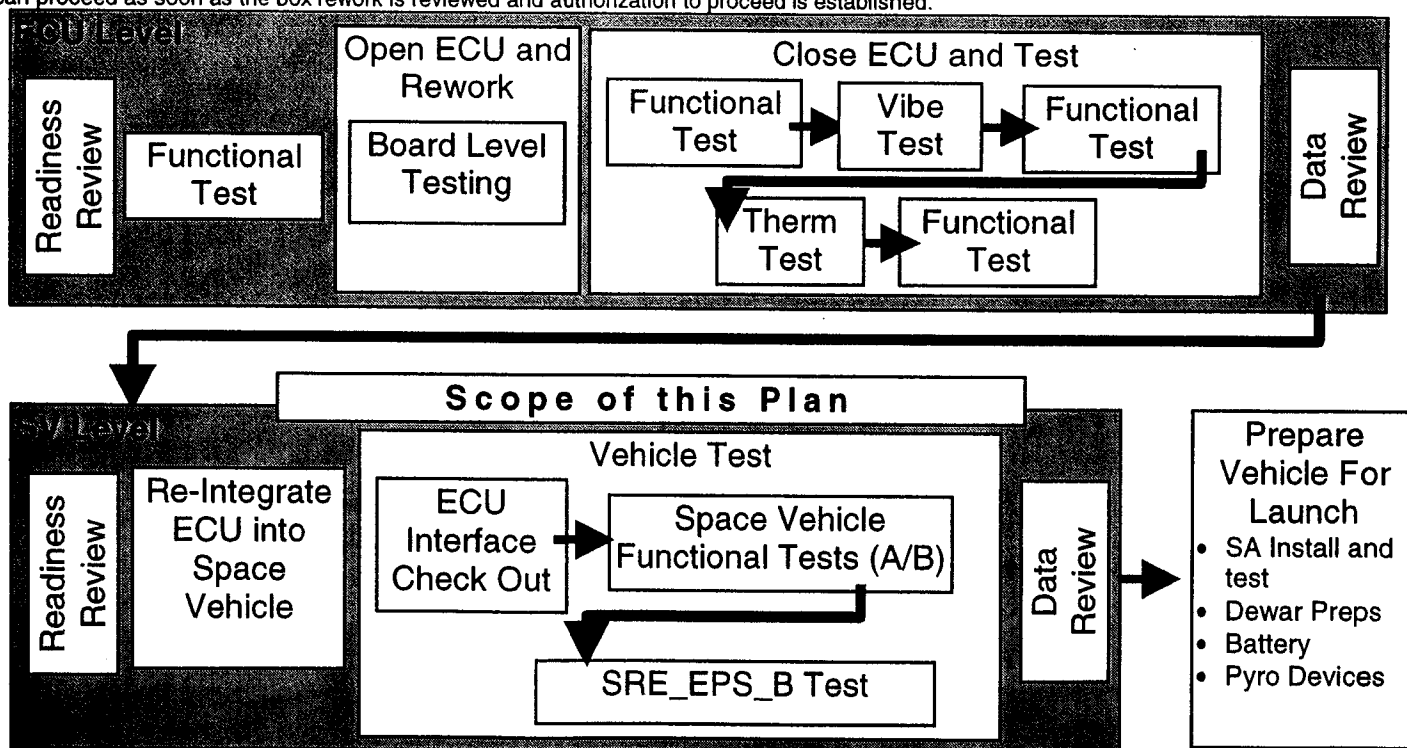 can proceed as soon as the box rework is reviewed and authorization to proceed is established.
ECU Level
Readiness
Review
Functional
Test
Open ECU and
Rework
Board Level
Testing
Close ECU and Test
Functional
Test
Vibe
Test
Functional
Test
Therm
Test
Functional
Test
Data
Review
Scope of this Plan
SV Level
Readiness
Review
Re-Integrate
ECU into
Space
Vehicle
Vehicle Test
ECU
Interface
Check Out
Space Vehicle
Functional Tests (A/B)
SRE_EPS_B Test
Data
Review
Prepare
Vehicle For
Launch
• SA Install and
test
• Dewar Preps
• Battery
• Pyro Devices